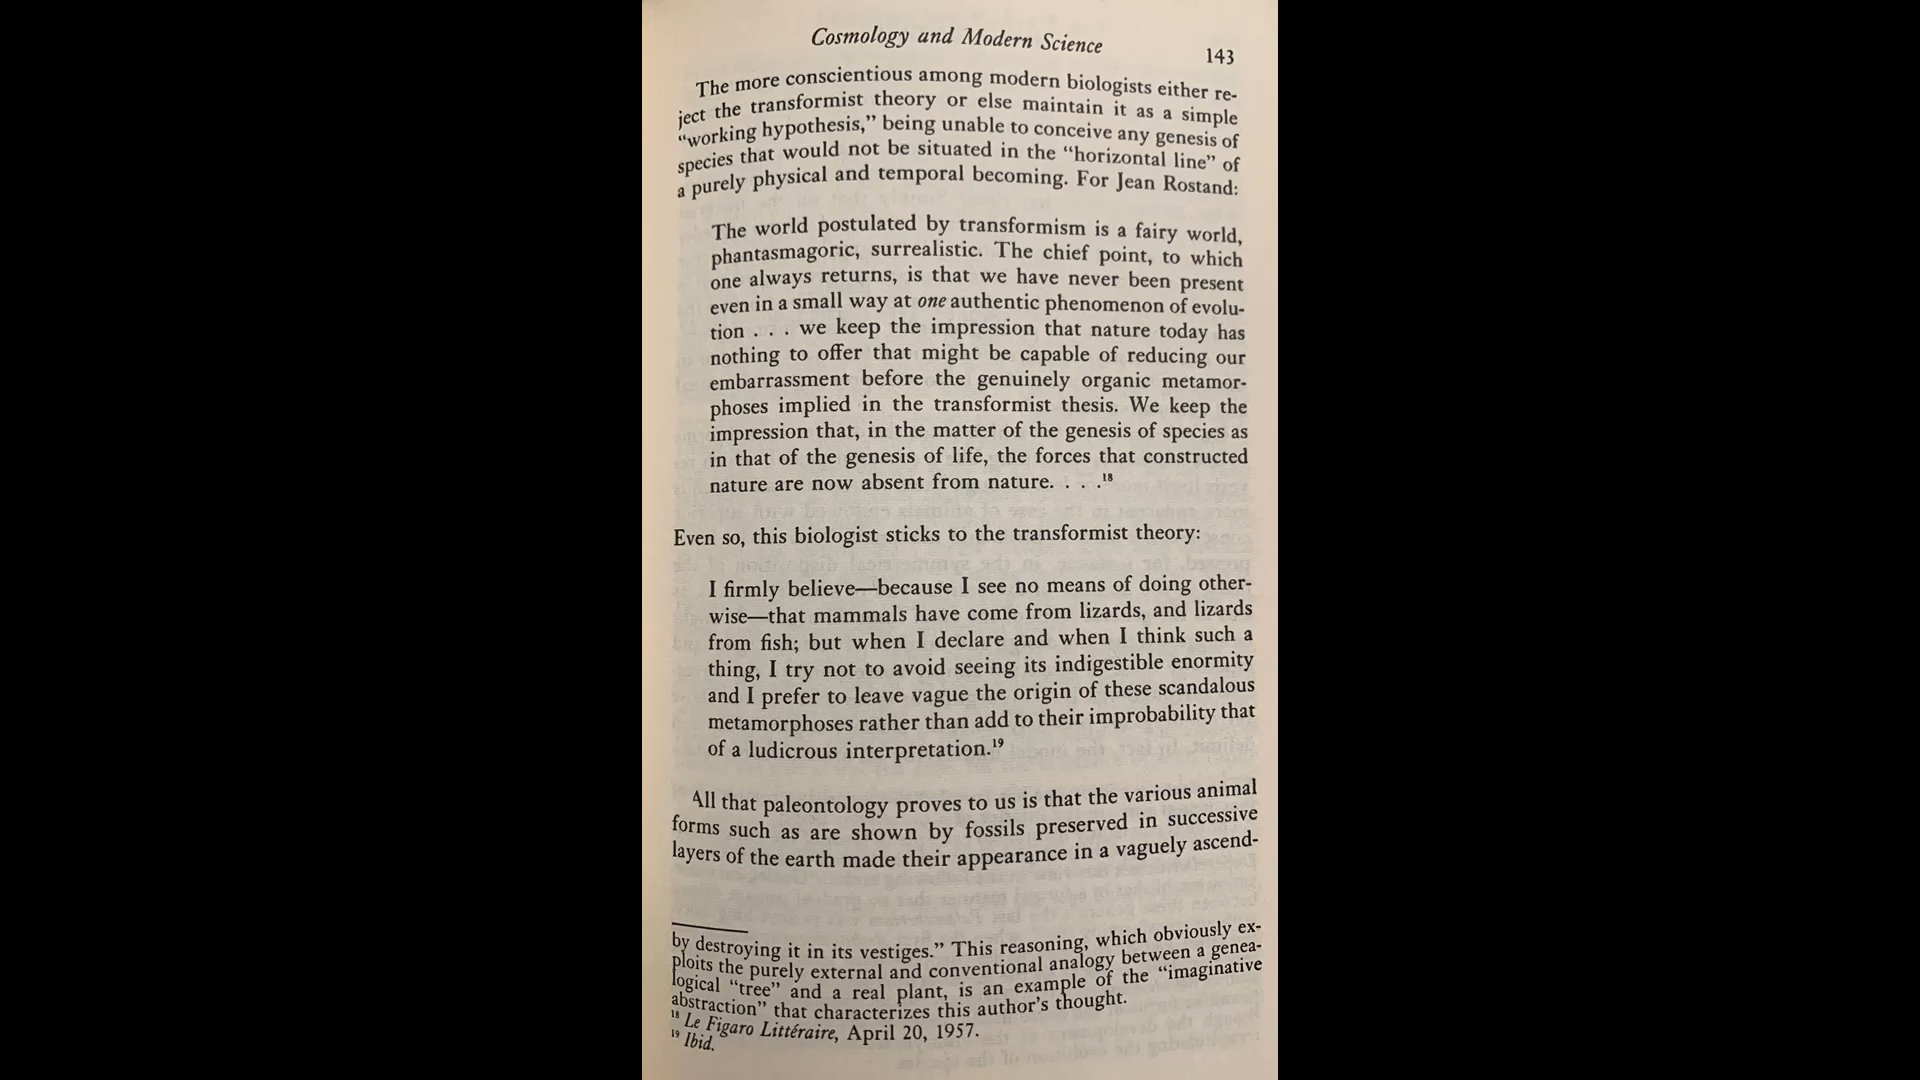 Cosmology and Modern Science
143
The more conscientious among modern biologists either re-
ject the transformist theory or else maintain it as a simple
“working hypothesis,” being unable to conceive any genesis of
species that would not be situated in the “horizontal line” of
a purely physical and temporal becoming. For Jean Rostand:
The world postulated by transformism is a fairy world,
phantasmagoric, surrealistic. The chief point, to which
one always returns, is that we have never been present
even in a small way at one authentic phenomenon of evolu-
tion . . . we keep the impression that nature today has
nothing to offer that might be capable of reducing our
embarrassment before the genuinely organic metamor-
phoses implied in the transformist thesis. We keep the
impression that, in the matter of the genesis of species as
in that of the genesis of life, the forces that constructed
nature are now absent from nature. . . .18
Even so, this biologist sticks to the transformist theory:
I firmly believe—because I see no means of doing other-
wise—that mammals have come from lizards, and lizards
from fish; but when I declare and when I think such a
thing, I try not to avoid seeing its indigestible enormity
and I prefer to leave vague the origin of these scandalous
metamorphoses rather than add to their improbability that
of a ludicrous interpretation.19
All that paleontology proves to us is that the various animal
forms such as are shown by fossils preserved in successive
layers of the earth made their appearance in a vaguely ascend-
by destroying it in its vestiges.” This reasoning, which obviously ex-
ploits the purely external and conventional analogy between a genea-
logical “tree” and a real plant, is an example of the “imaginative
abstraction” that characterizes this author’s thought.
18 Le Figaro Littéraire, April 20, 1957.
19 Ibid.